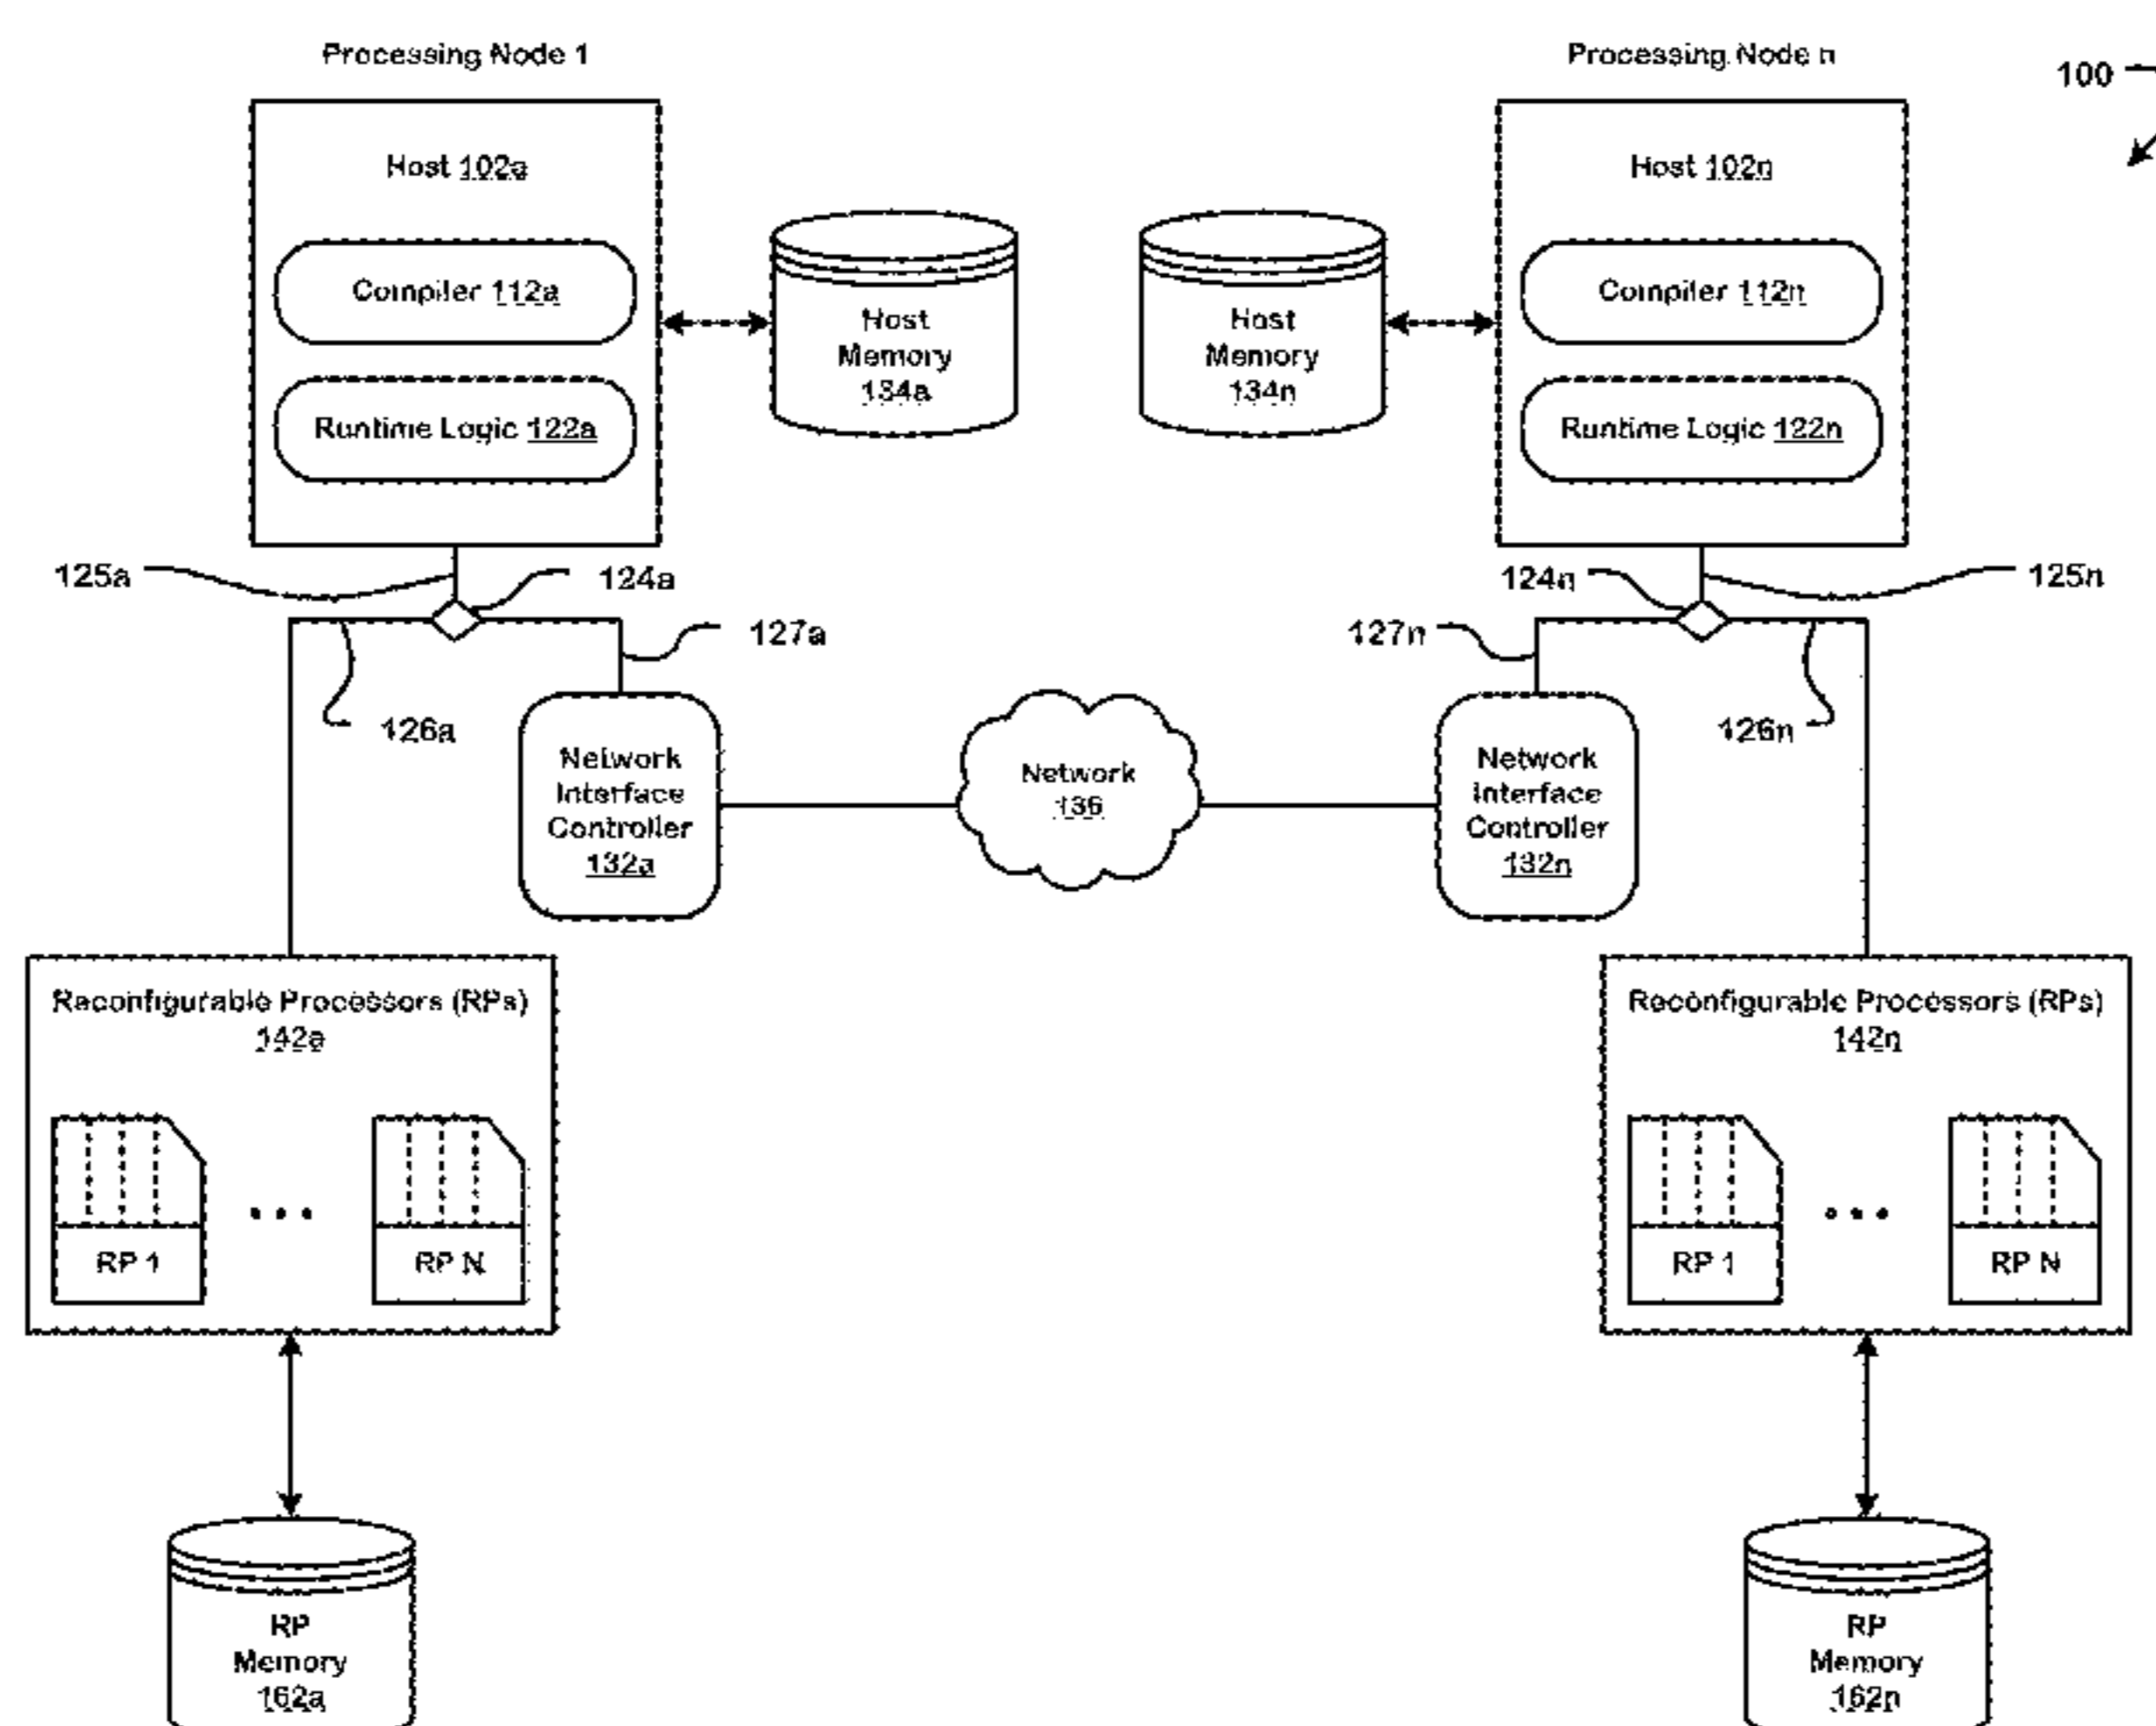 Processing Node 1
Processing Node n
100
Host 102a
Host 102n
Compiler 112a
Compiler 112n
Host
Memory
134a
Host
Memory
134n
Runtime Logic 122a
Runtime Logic 122n
125a
124a
124n
125n
127a
127n
126a
126n
Network
Interface
Controller
132a
Network
136
Network
Interface
Controller
132n
Reconfigurable Processors (RPs)
142a
Reconfigurable Processors (RPs)
142n
RP 1
• • •
RP N
RP 1
• • •
RP N
RP
Memory
162a
RP
Memory
162n